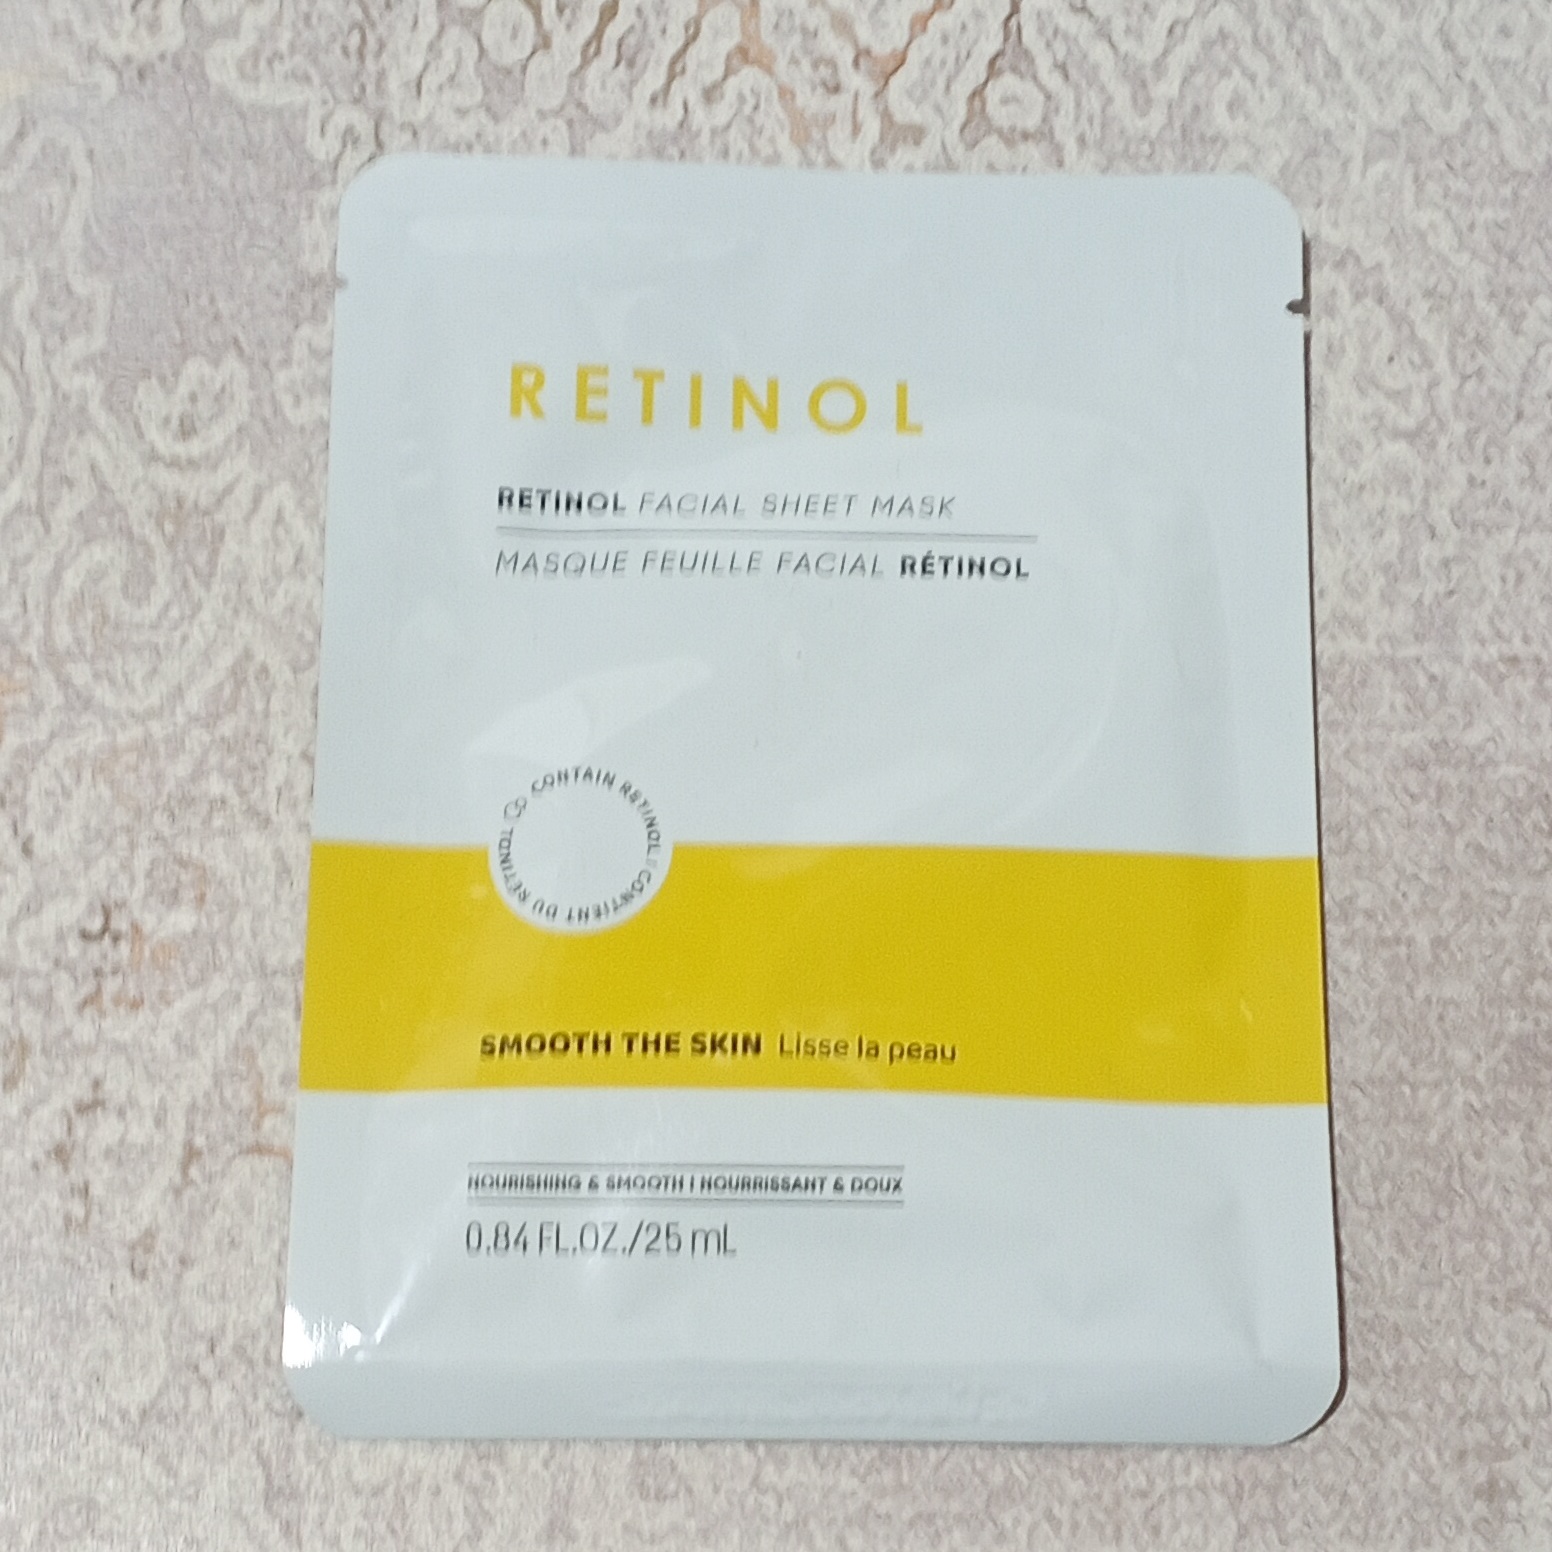 RETINOL
RETINOL FACIAL SHEET MASK
MASQUE FEUILLE FACIAL RÉTINOL
CONTAIN RETINOL // CONTIENT DU RÉTINOL
SMOOTH THE SKIN Lisse la peau
NOURISHING & SMOOTH | NOURRISSANT & DOUX
0.84 FL.OZ./25 mL